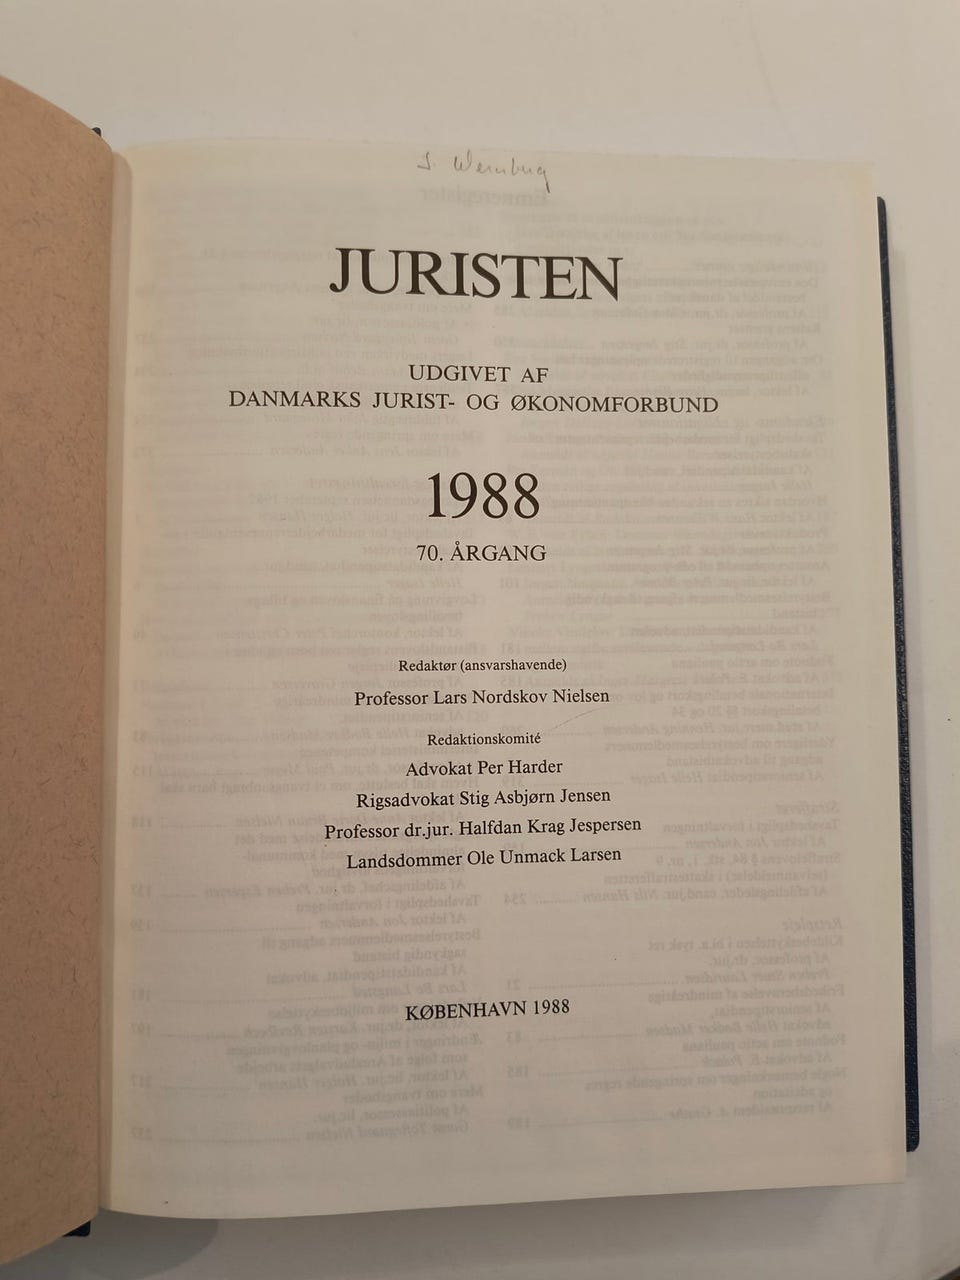 JURISTEN
UDGIVET AF
DANMARKS JURIST- OG ØKONOMFORBUND
1988
70. ÅRGANG
Redaktør (ansvarshavende)
Professor Lars Nordskov Nielsen
Redaktionskomité
Advokat Per Harder
Rigsadvokat Stig Asbjørn Jensen
Professor dr.jur. Halfdan Krag Jespersen
Landsdommer Ole Unmack Larsen
KØBENHAVN 1988